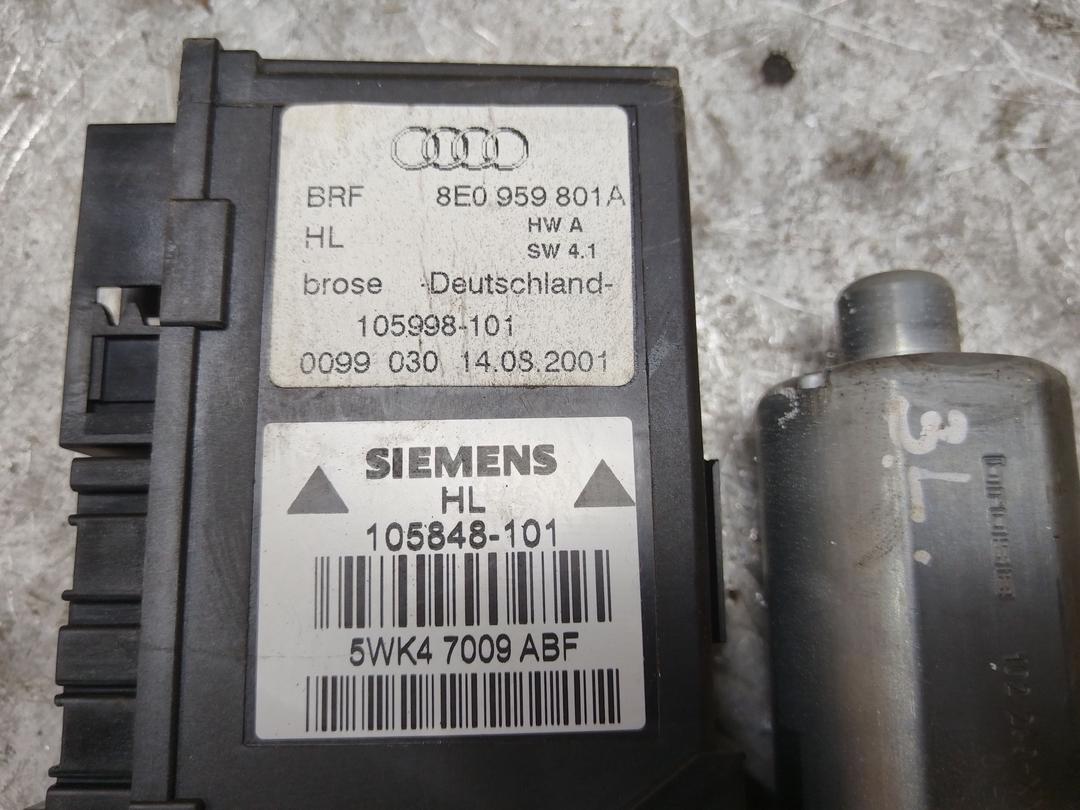 BRF 8E0 959 801A
HL HW A
SW 4.1
brose -Deutschland-
105998-101
0099 030 14.08.2001
SIEMENS
HL
105848-101
5WK4 7009 ABF
3L.